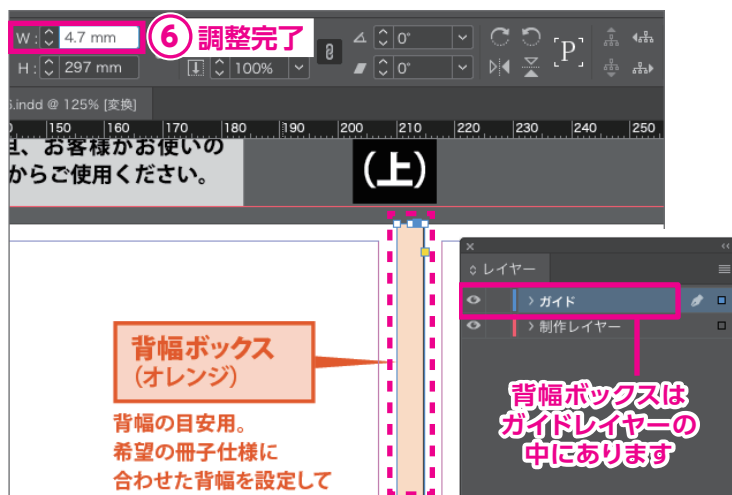 W: 4.7 mm
⑥ 調整完了
0°
H: 297 mm
100%
0°
P
.indd @ 125% [変換]
150 160 170 180 190 200 210 220 230 240 250
、お客様がお使いの
からご使用ください。
(上)
レイヤー
ガイド
制作レイヤー
背幅ボックス
(オレンジ)
背幅の目安用。
希望の冊子仕様に
合わせた背幅を設定して
背幅ボックスは
ガイドレイヤーの
中にあります